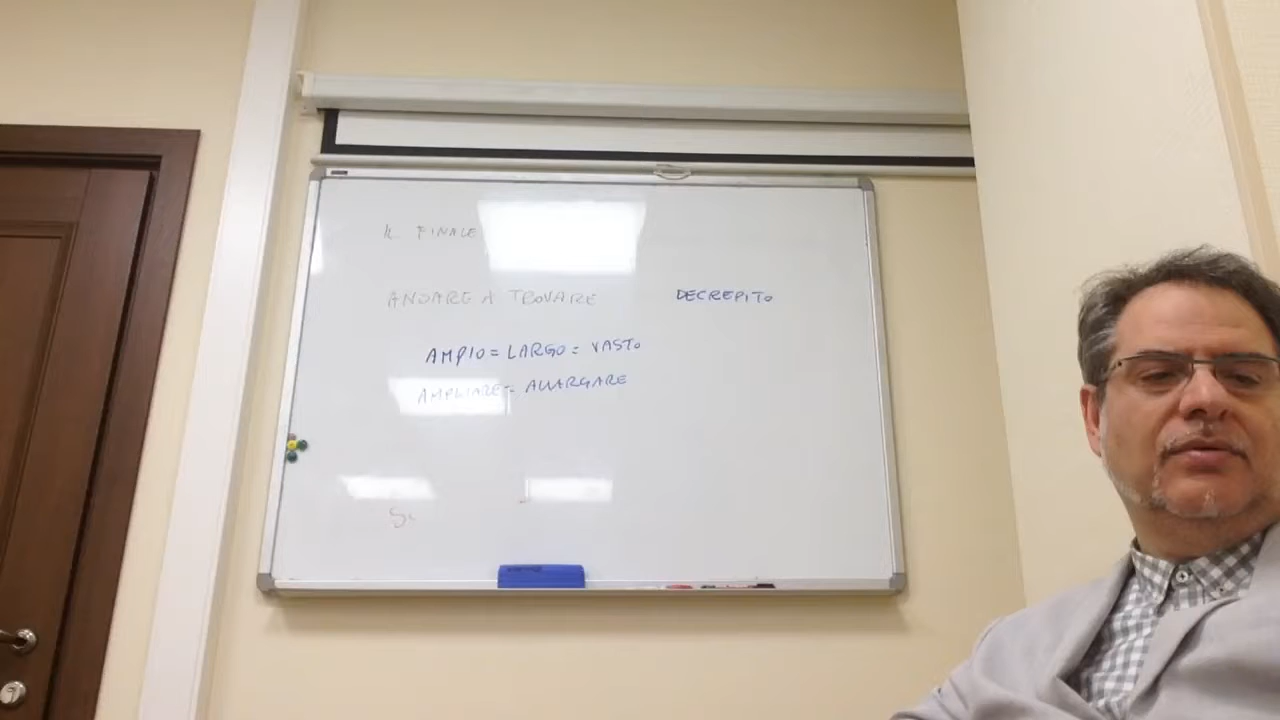 IL FINALE
ANDARE A TROVARE
DECREPITO
AMPIO = LARGO = VASTO
AMPLIARE = ALLARGARE